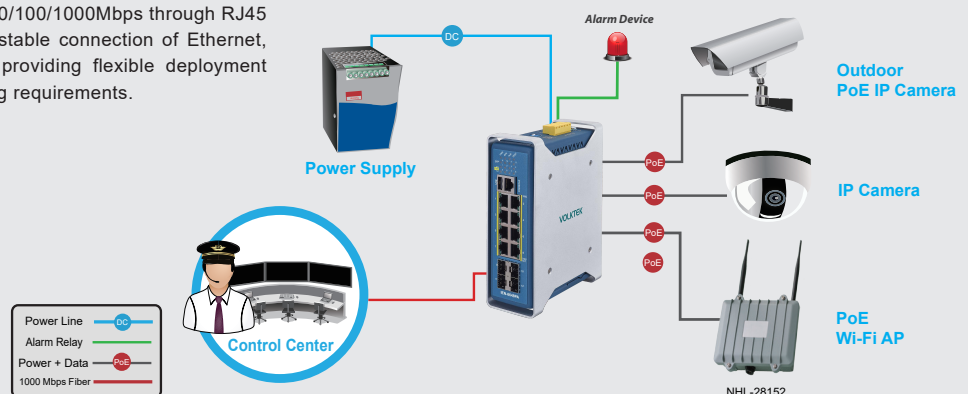 0/100/1000Mbps through RJ45
stable connection of Ethernet,
providing flexible deployment
g requirements.
DC
Alarm Device
Outdoor
PoE IP Camera
Power Supply
PoE
IP Camera
PoE
VOLKTEK
PoE
PoE
Control Center
PoE
Wi-Fi AP
NHL-28152
Power Line DC
Alarm Relay
Power + Data PoE
1000 Mbps Fiber